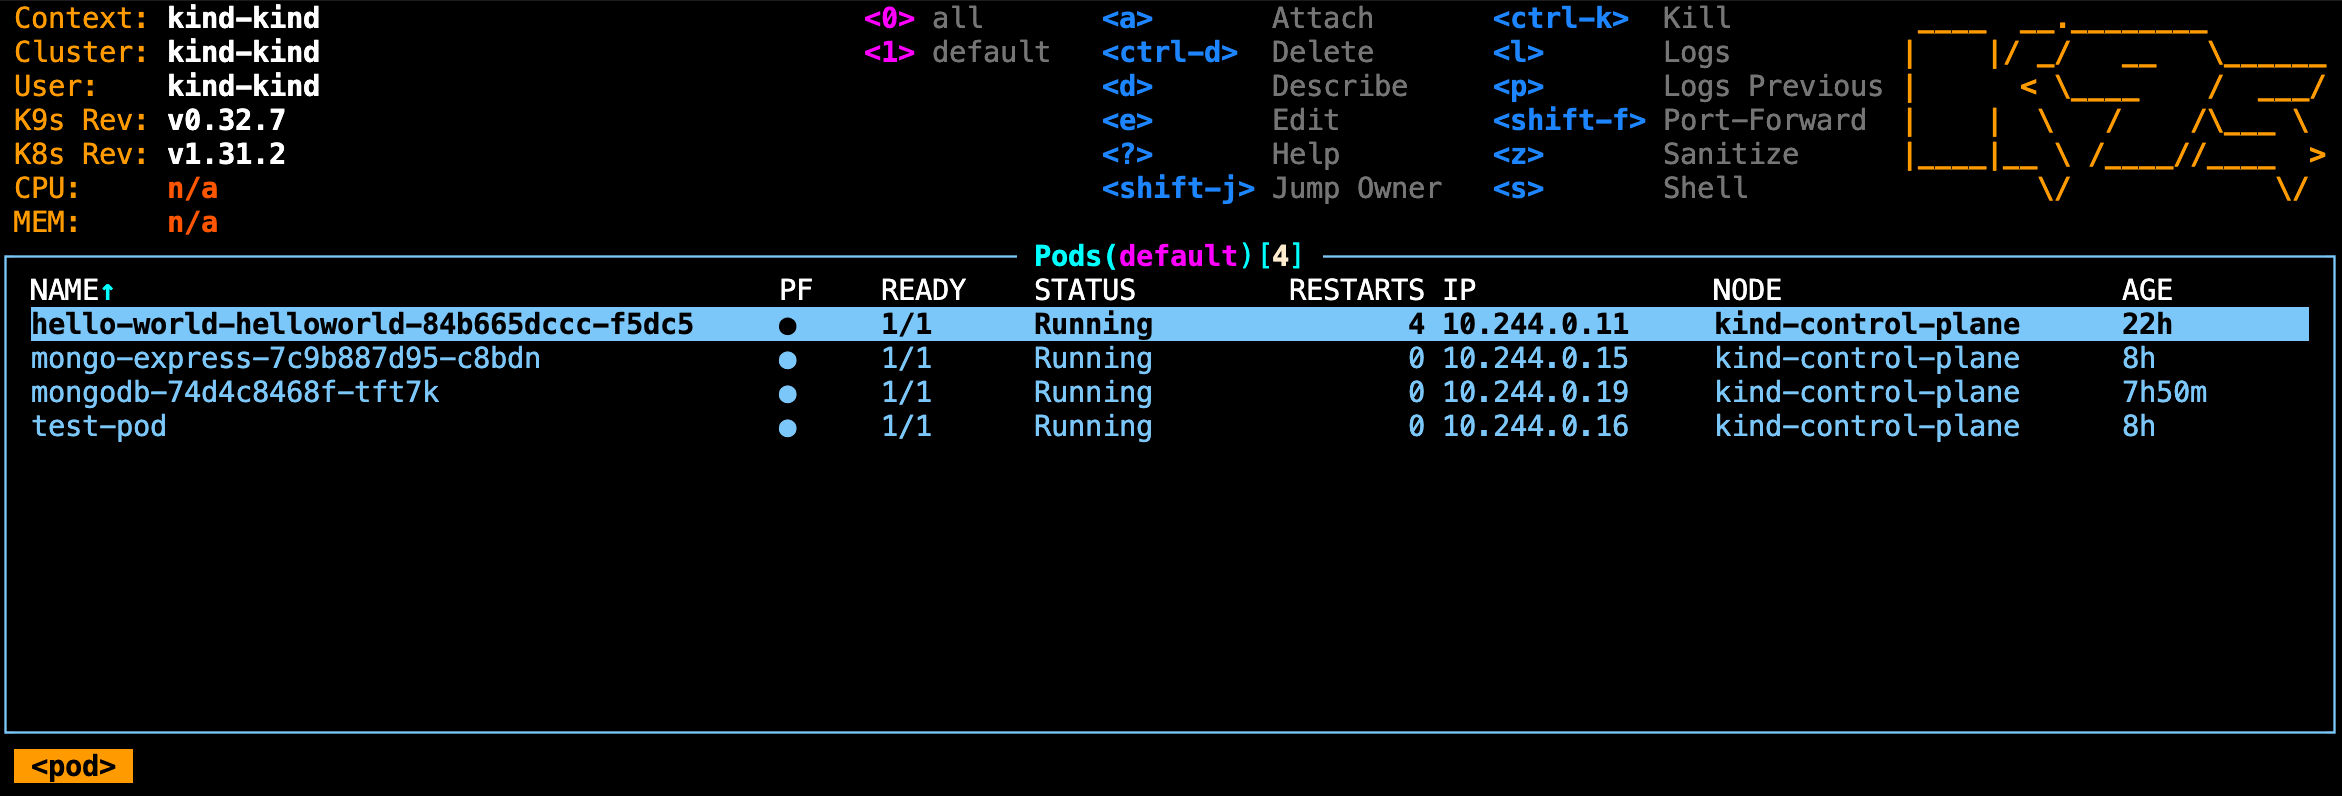 Context: kind-kind <0> all <a> Attach <ctrl-k> Kill
Cluster: kind-kind <1> default <ctrl-d> Delete <l> Logs
User: kind-kind <d> Describe <p> Logs Previous
K9s Rev: v0.32.7 <e> Edit <shift-f> Port-Forward
K8s Rev: v1.31.2 <?> Help <z> Sanitize
CPU: n/a <shift-j> Jump Owner <s> Shell
MEM: n/a
Pods(default)[4]
NAME↑ PF READY STATUS RESTARTS IP NODE AGE
hello-world-helloworld-84b665dccc-f5dc5 ● 1/1 Running 4 10.244.0.11 kind-control-plane 22h
mongo-express-7c9b887d95-c8bdn ● 1/1 Running 0 10.244.0.15 kind-control-plane 8h
mongodb-74d4c8468f-tft7k ● 1/1 Running 0 10.244.0.19 kind-control-plane 7h50m
test-pod ● 1/1 Running 0 10.244.0.16 kind-control-plane 8h
<pod>